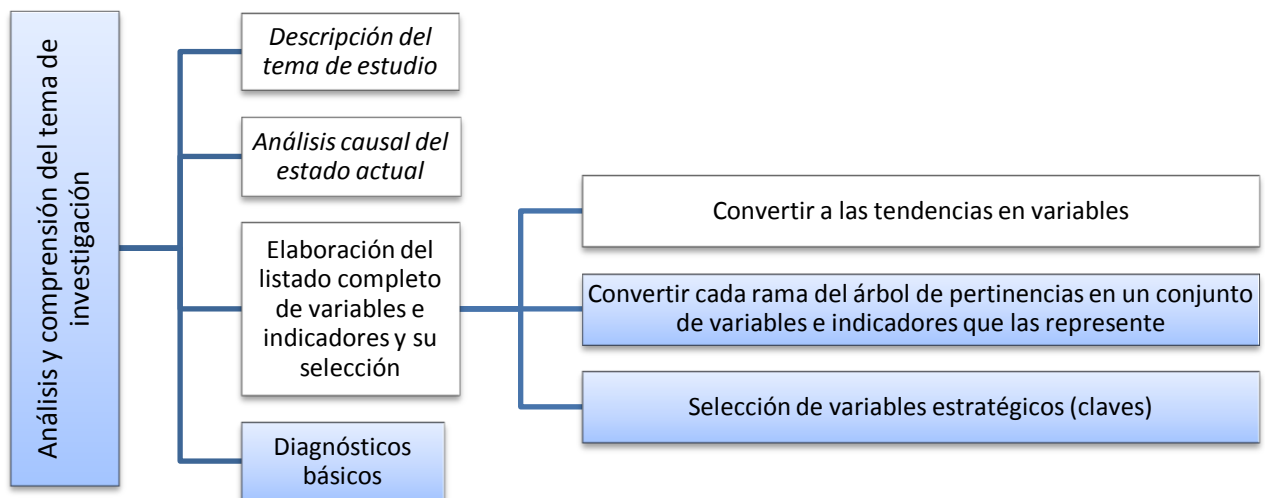 Análisis y comprensión del tema de
investigación
Descripción del
tema de estudio
Análisis causal del
estado actual
Elaboración del
listado completo
de variables e
indicadores y su
selección
Diagnósticos
básicos
Convertir a las tendencias en variables
Convertir cada rama del árbol de pertinencias en un conjunto
de variables e indicadores que las represente
Selección de variables estratégicos (claves)